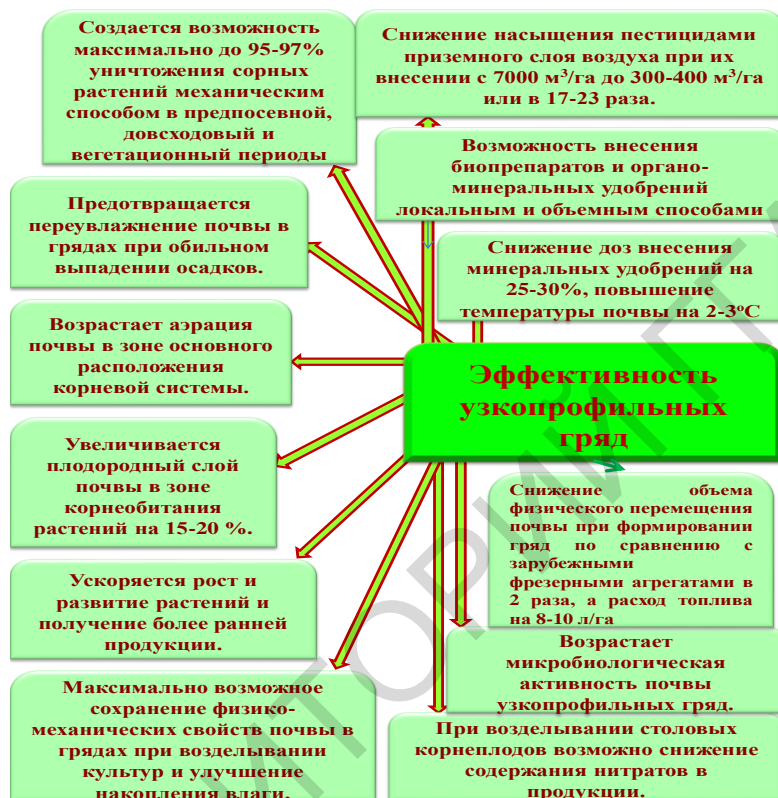 Создается возможность
максимально до 95-97%
уничтожения сорных
растений механическим
способом в предпосевной,
довсходовый и
вегетационный периоды
Снижение насыщения пестицидами
приземного слоя воздуха при их
внесении с 7000 м³/га до 300-400 м³/га
или в 17-23 раза.
Возможность внесения
биопрепаратов и органо-
минеральных удобрений
локальным и объемным способами
Предотвращается
переувлажнение почвы в
грядах при обильном
выпадении осадков.
Снижение доз внесения
минеральных удобрений на
25-30%, повышение
температуры почвы на 2-3ºС
Возрастает аэрация
почвы в зоне основного
расположения
корневой системы.
Эффективность
узкопрофильных
гряд
Увеличивается
плодородный слой
почвы в зоне
корнеобитания
растений на 15-20 %.
Снижение объема
физического перемещения
почвы при формировании
гряд по сравнению с
зарубежными
фрезерными агрегатами в
2 раза, а расход топлива
на 8-10 л/га
Ускоряется рост и
развитие растений и
получение более ранней
продукции.
Возрастает
микробиологическая
активность почвы
узкопрофильных гряд.
Максимально возможное
сохранение физико-
механических свойств почвы в
грядах при возделывании
культур и улучшение
накопления влаги.
При возделывании столовых
корнеплодов возможно снижение
содержания нитратов в
продукции.